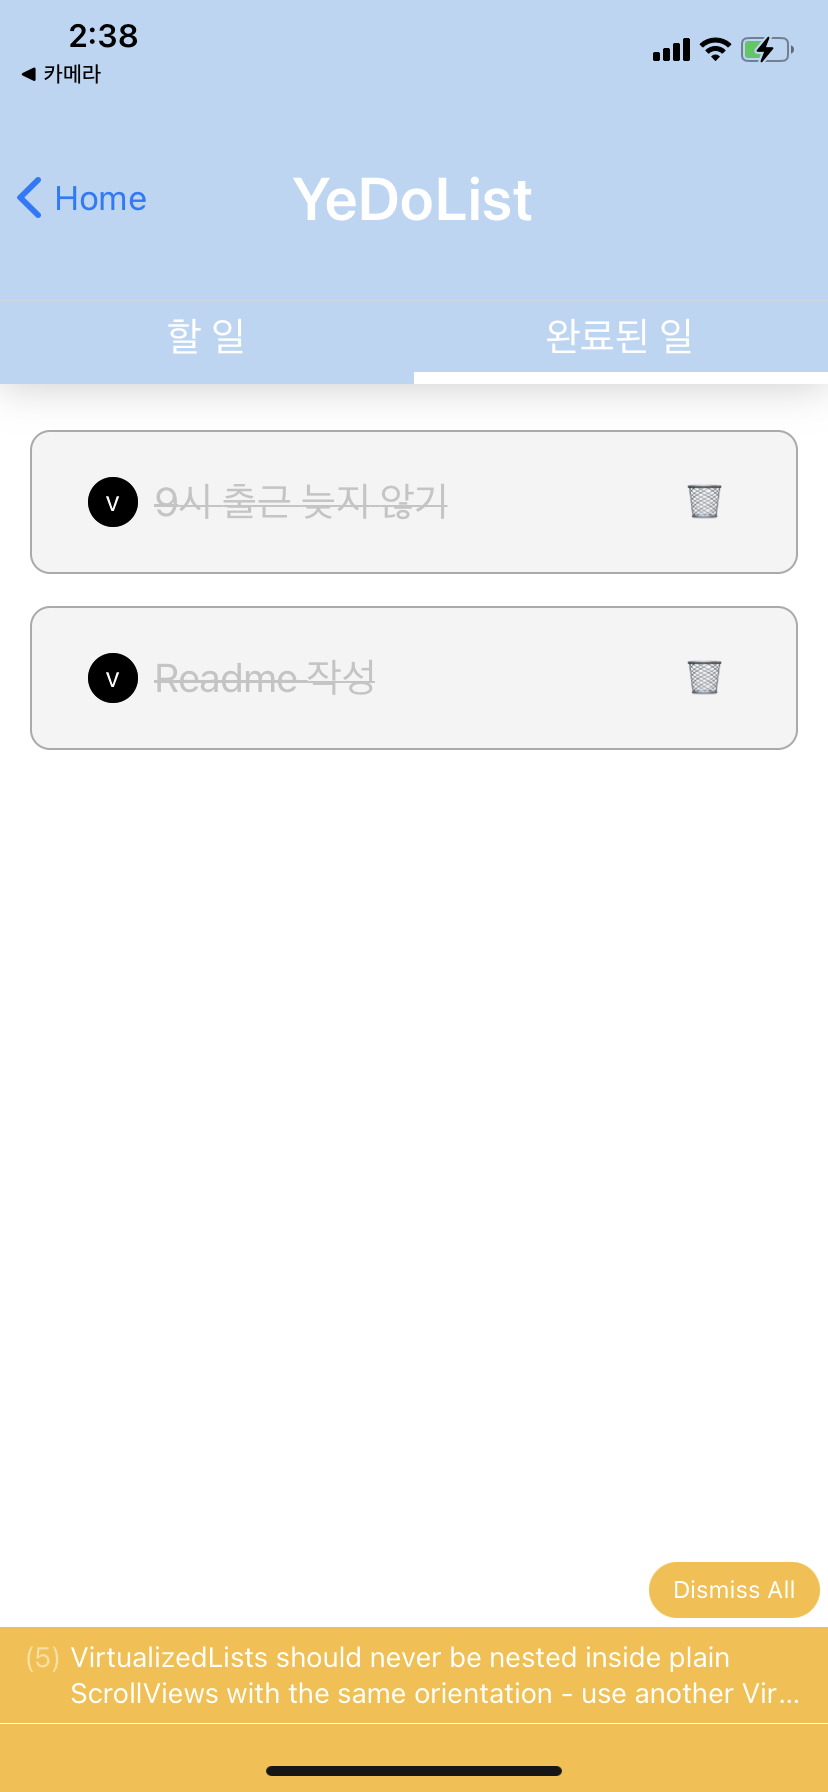 2:38
◀ 카메라
Home
YeDoList
할 일
완료된 일
V 9시 출근 늦지 않기
V Readme 작성
Dismiss All
(5) VirtualizedLists should never be nested inside plain
ScrollViews with the same orientation - use another Vir...